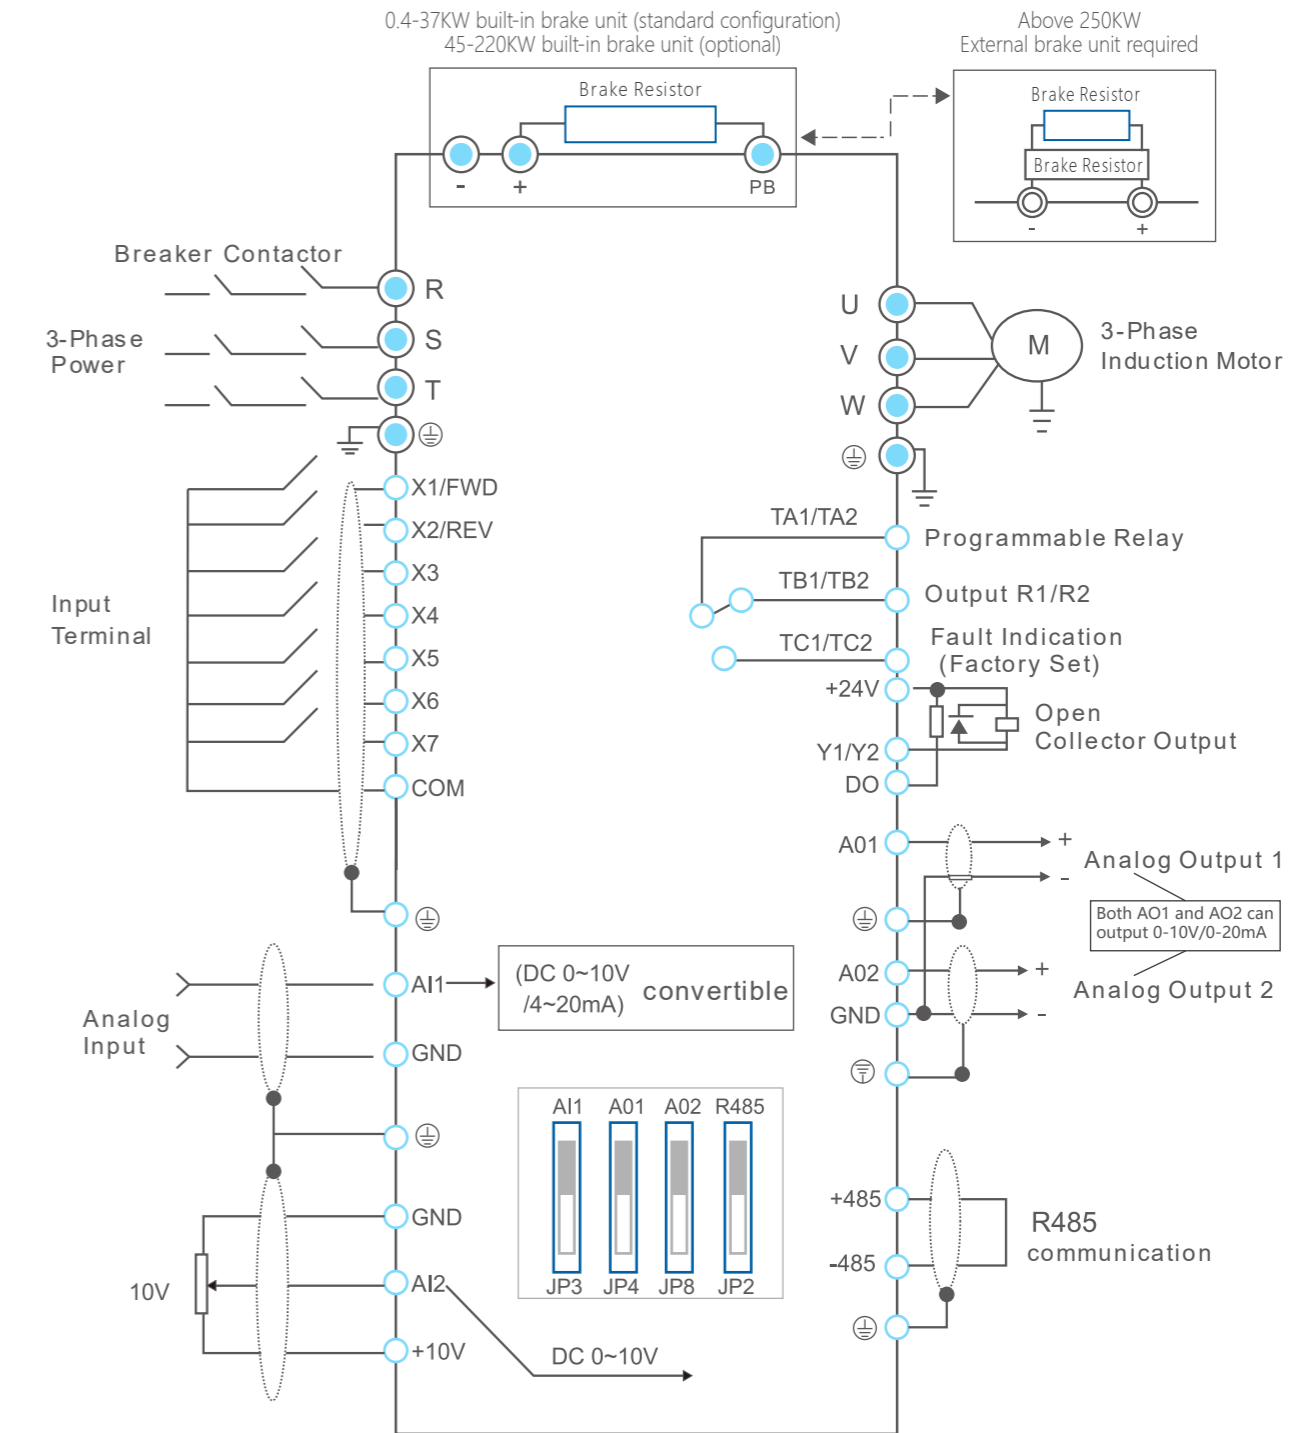 0.4-37KW built-in brake unit (standard configuration)
45-220KW built-in brake unit (optional)
Above 250KW
External brake unit required
Brake Resistor
-
+
PB
Brake Resistor
Brake Resistor
-
+
Breaker Contactor
3-Phase
Power
R
S
T
U
V
W
M
3-Phase
Induction Motor
Input
Terminal
X1/FWD
X2/REV
X3
X4
X5
X6
X7
COM
TA1/TA2
Programmable Relay
TB1/TB2
Output R1/R2
TC1/TC2
Fault Indication
(Factory Set)
+24V
Y1/Y2
DO
Open
Collector Output
A01
+
-
Analog Output 1
Both AO1 and AO2 can
output 0-10V/0-20mA
A02
+
GND
-
Analog Output 2
Analog
Input
AI1
(DC 0~10V
/4~20mA)
convertible
GND
AI1 A01 A02 R485
JP3 JP4 JP8 JP2
GND
10V
AI2
+10V
DC 0~10V
+485
-485
R485
communication